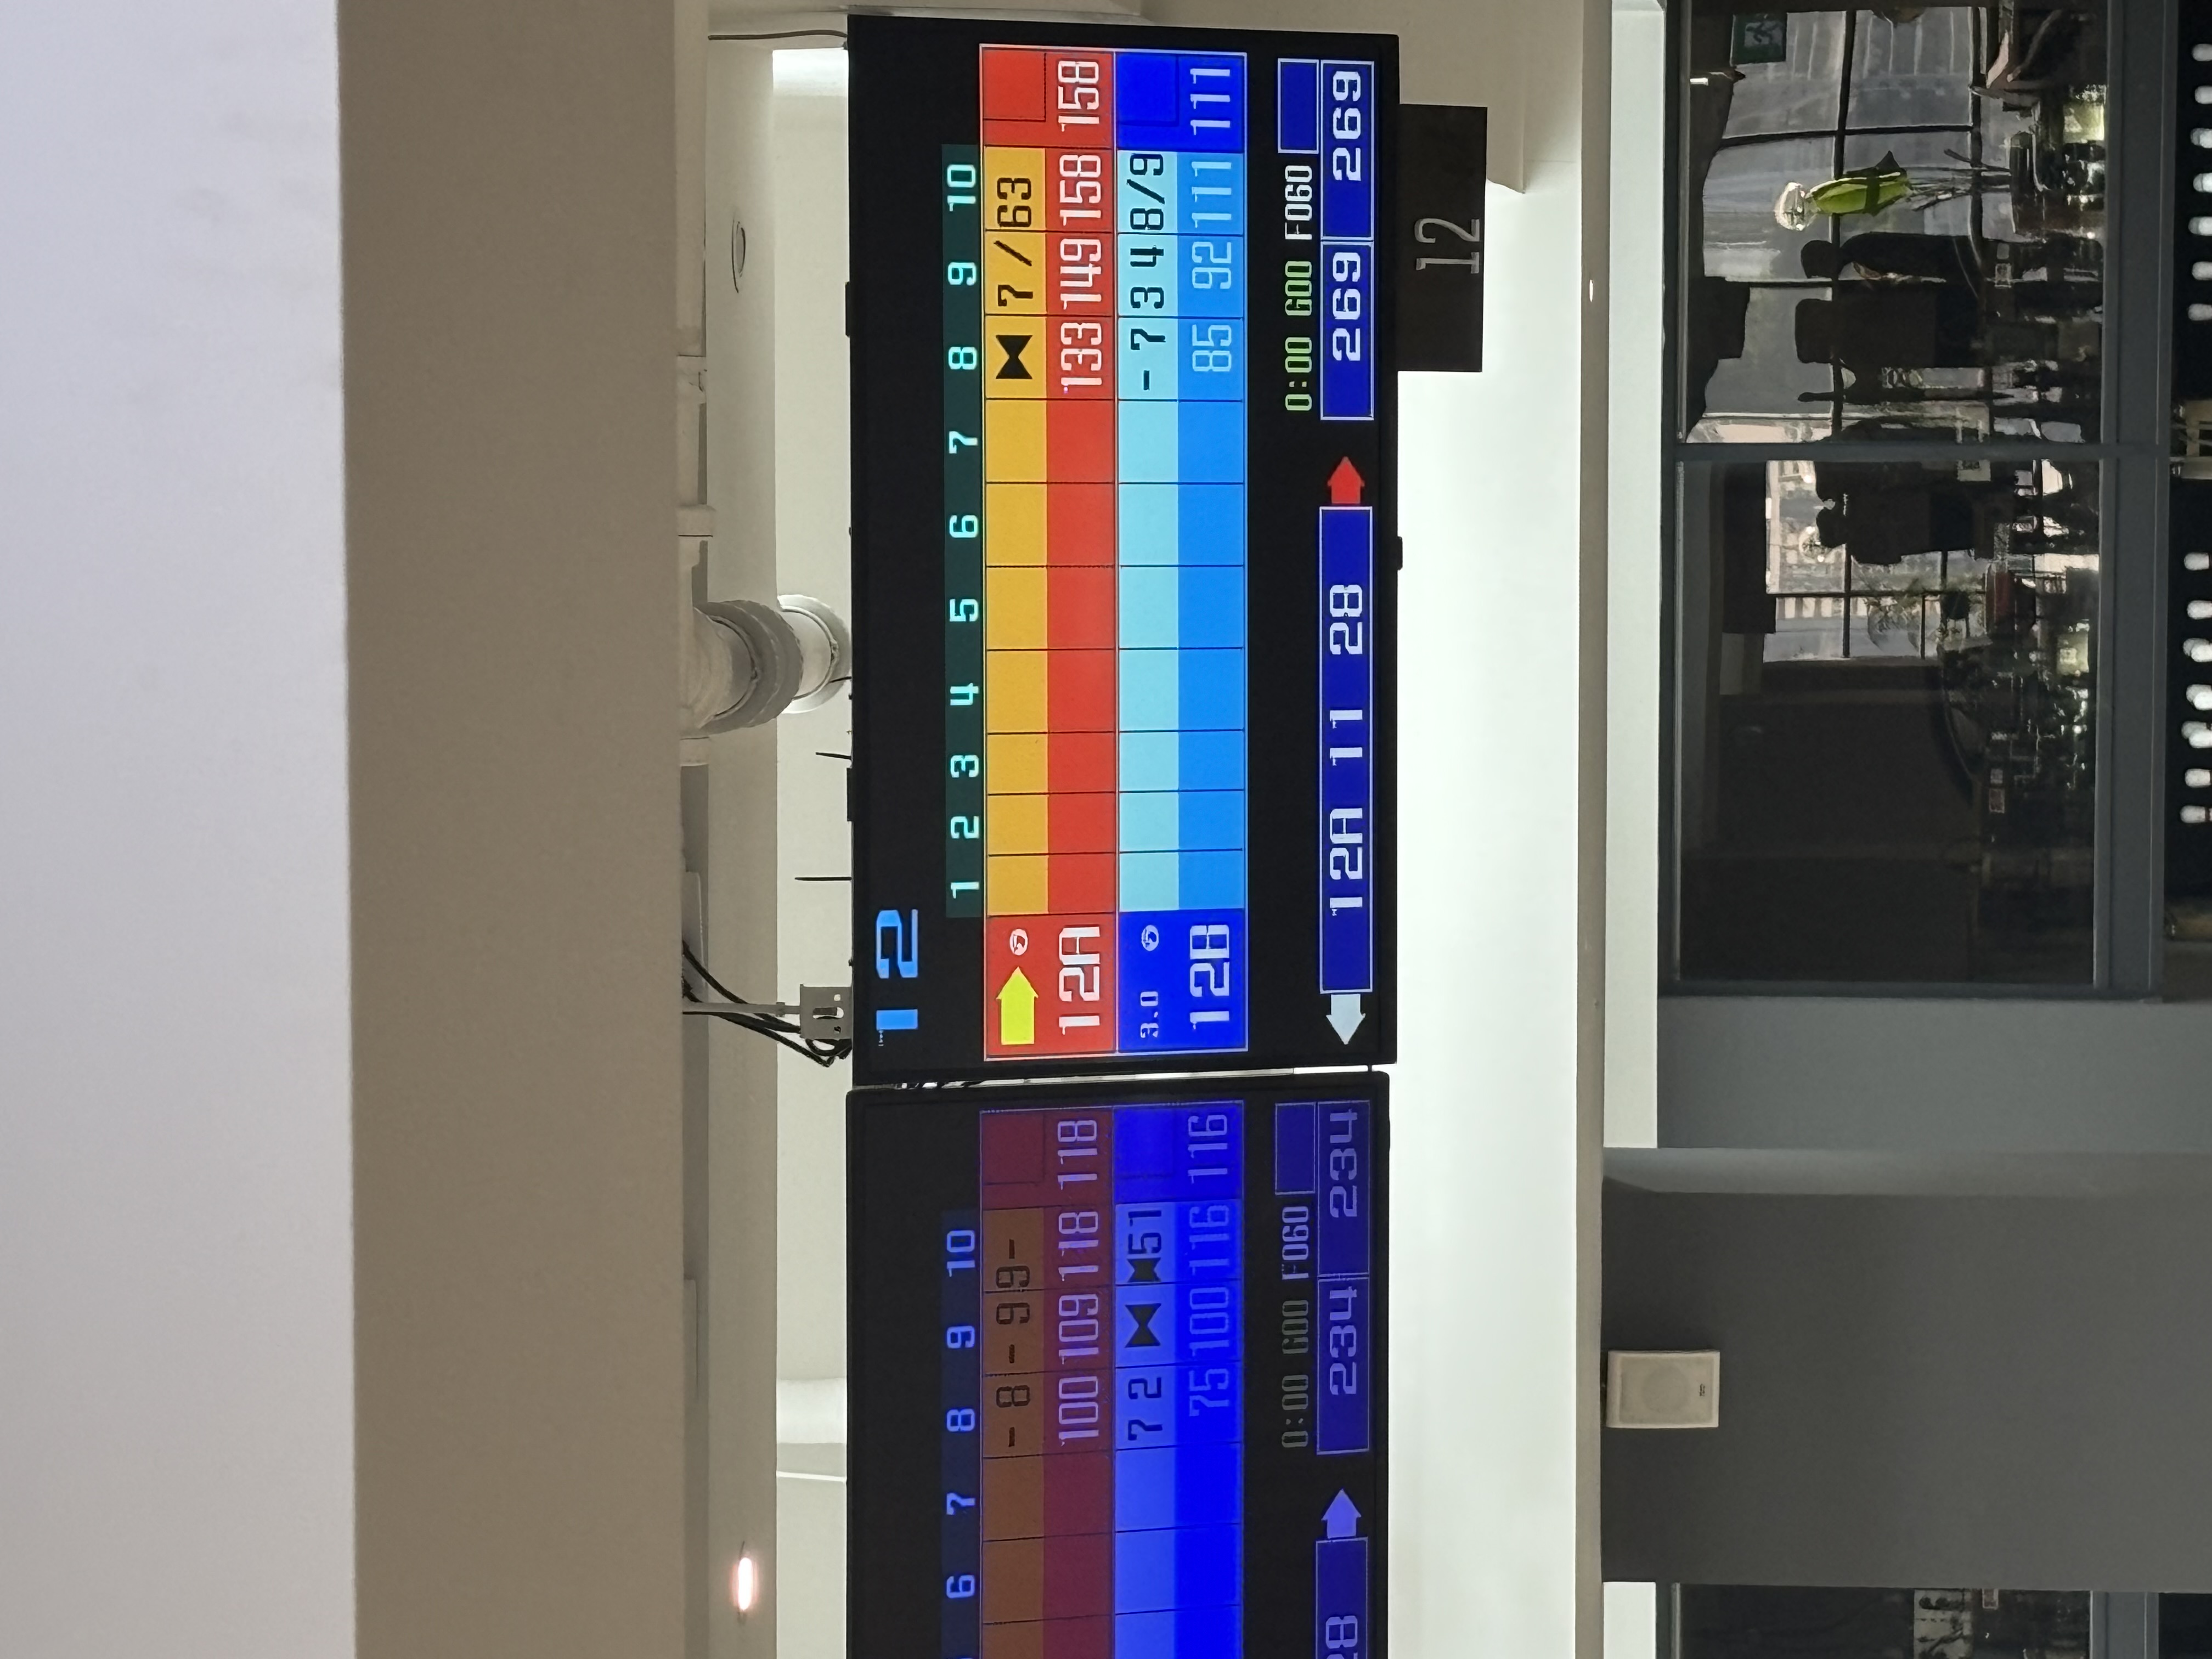 12
6 7 8 9 10
- 8 - 9 9 -
100 109 118 118
7 2 51
75 100 116 116
0:00 G00 F060
28
234 234
1 2 3 4 5 6 7 8 9 10
7 / 63
12A 133 149 158 158
3.0 - 7 3 4 8/9
12B 85 92 111 111
0:00 G00 F060
12A 11 28
269 269
12